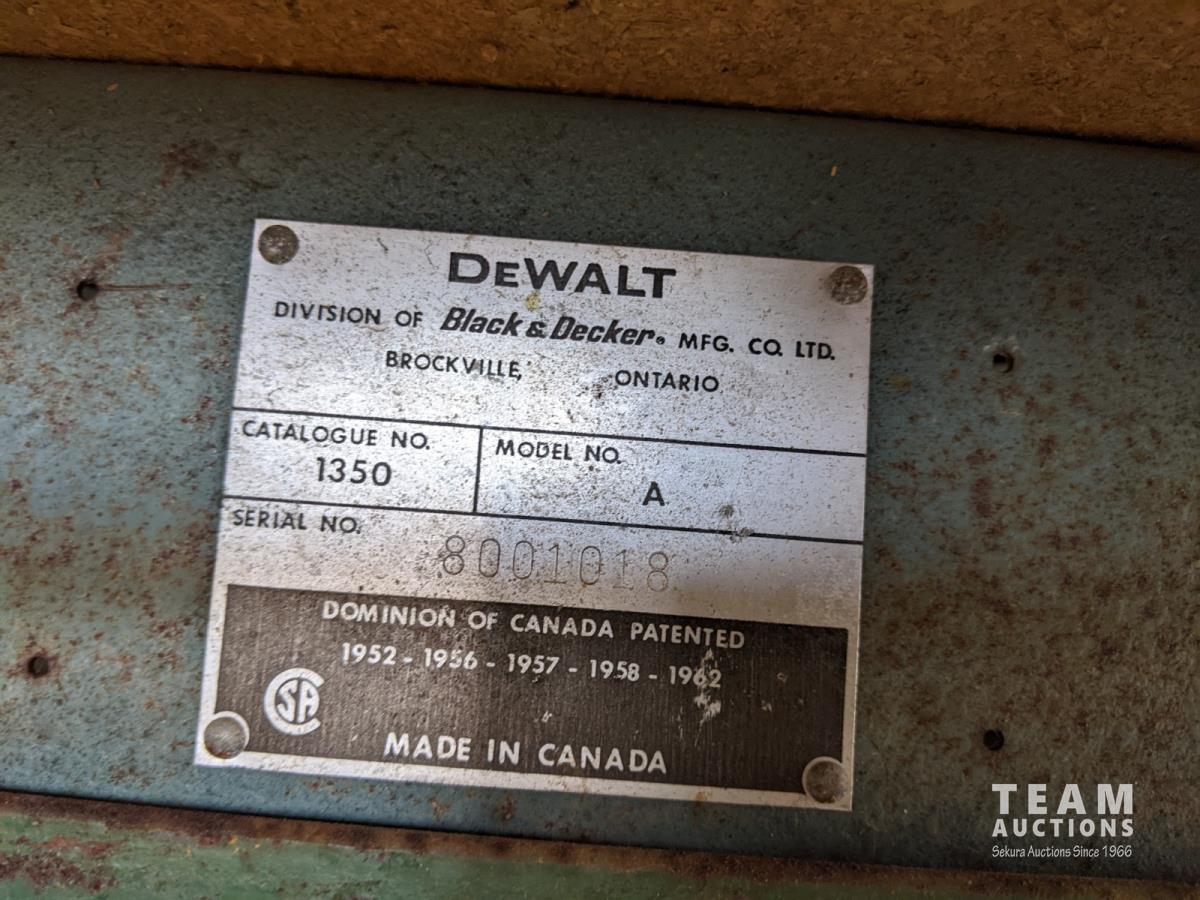 DEWALT
DIVISION OF Black & Decker® MFG. CO. LTD.
BROCKVILLE, ONTARIO
CATALOGUE NO. MODEL NO.
1350 A
SERIAL NO.
8001018
DOMINION OF CANADA PATENTED
1952 - 1956 - 1957 - 1958 - 1962
CSA
MADE IN CANADA
TEAM
AUCTIONS
Sekura Auctions Since 1966